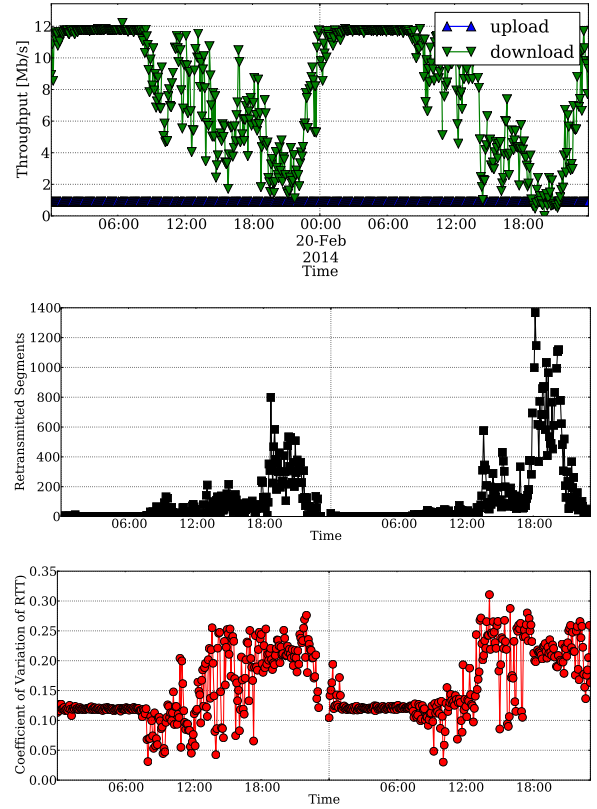 Throughput [Mb/s]
12
10
8
6
4
2
0
upload
download
06:00 12:00 18:00 00:00 06:00 12:00 18:00
20-Feb
2014
Time
Retransmitted Segments
1400
1200
1000
800
600
400
200
0
06:00 12:00 18:00 06:00 12:00 18:00
Time
Coefficient of Variation of RTT)
0.35
0.30
0.25
0.20
0.15
0.10
0.05
0.00
06:00 12:00 18:00 06:00 12:00 18:00
Time